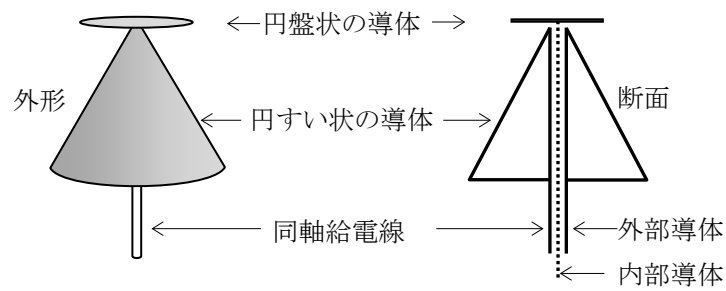 円盤状の導体
外形
断面
円すい状の導体
同軸給電線
外部導体
内部導体